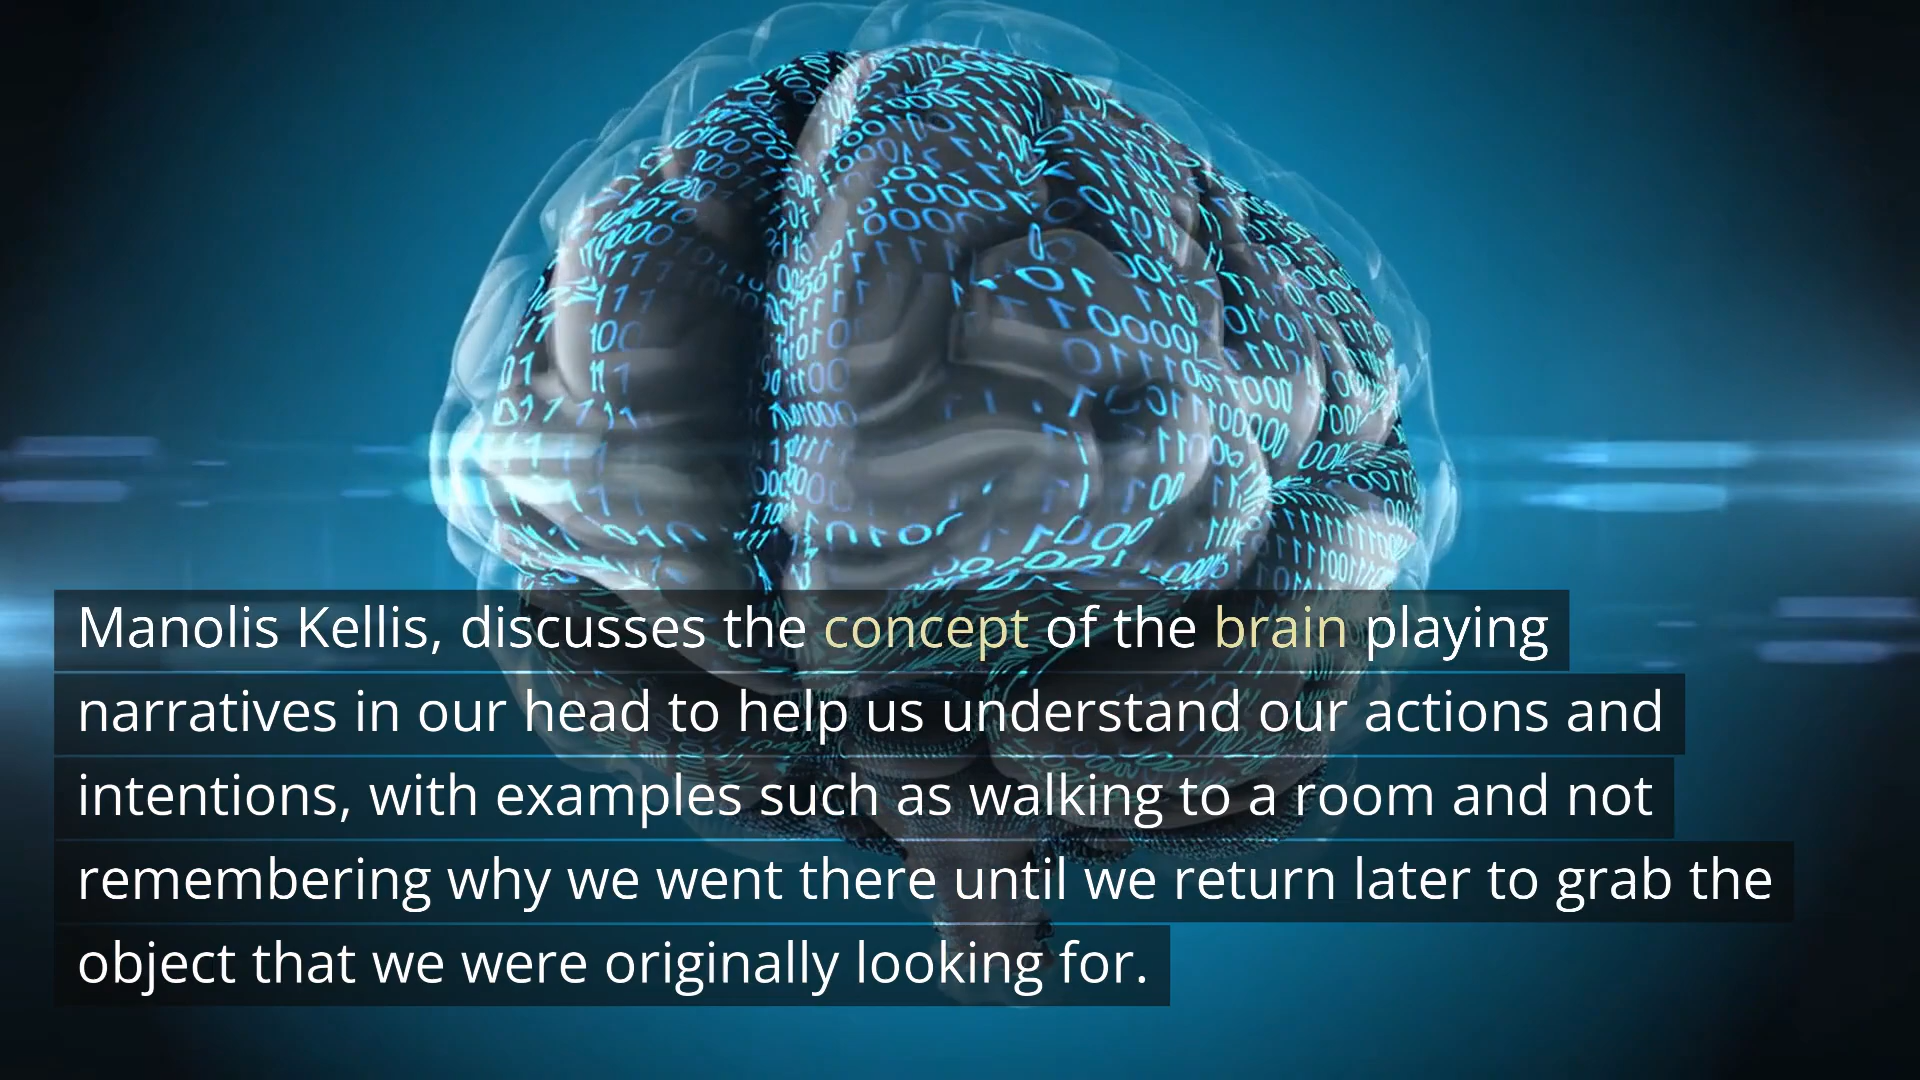 Manolis Kellis, discusses the concept of the brain playing
narratives in our head to help us understand our actions and
intentions, with examples such as walking to a room and not
remembering why we went there until we return later to grab the
object that we were originally looking for.